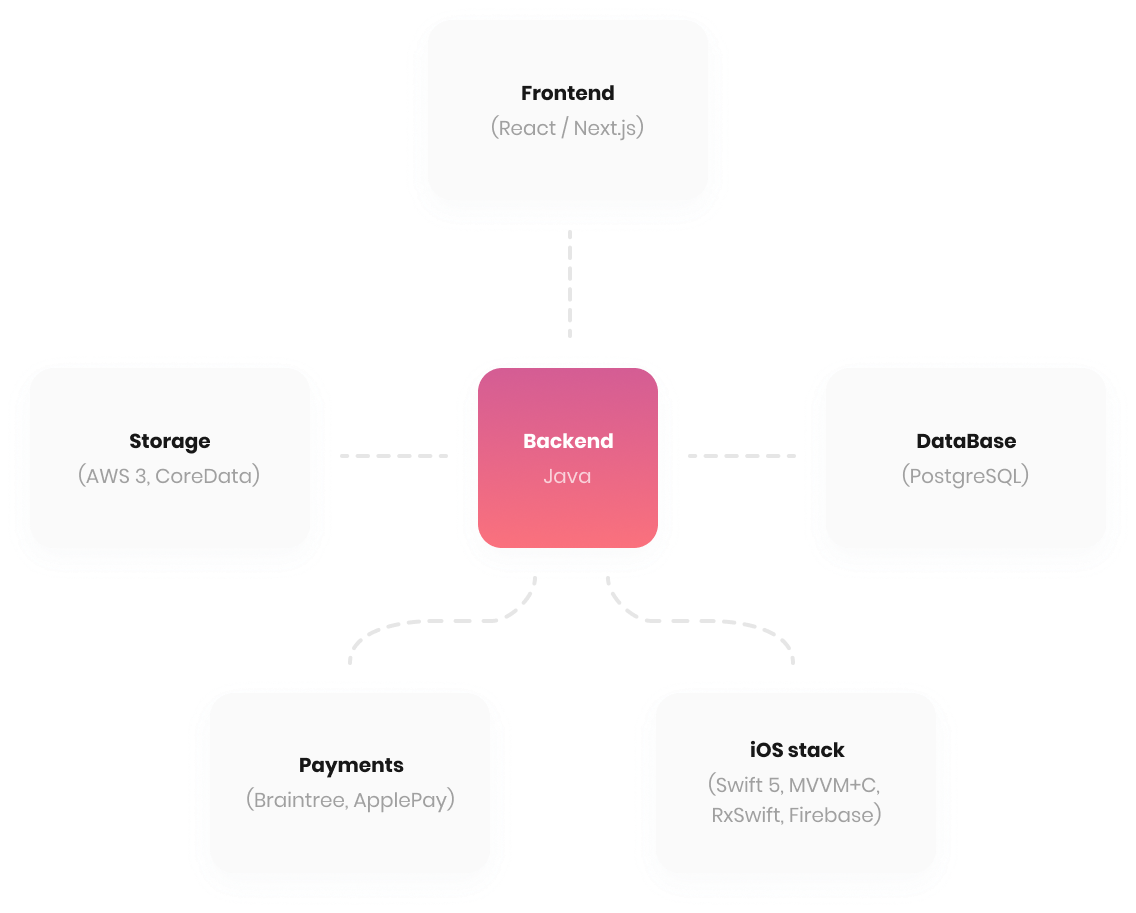 Frontend
(React / Next.js)
Storage
(AWS 3, CoreData)
Backend
Java
DataBase
(PostgreSQL)
Payments
(Braintree, ApplePay)
iOS stack
(Swift 5, MVVM+C,
RxSwift, Firebase)